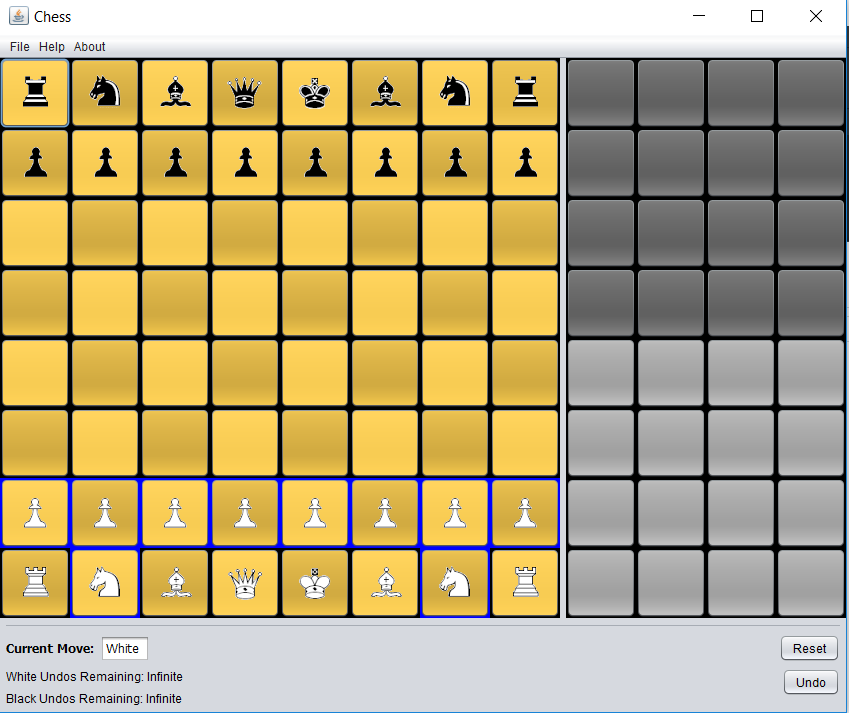 Chess
File Help About
Current Move: White
Reset
White Undos Remaining: Infinite
Undo
Black Undos Remaining: Infinite